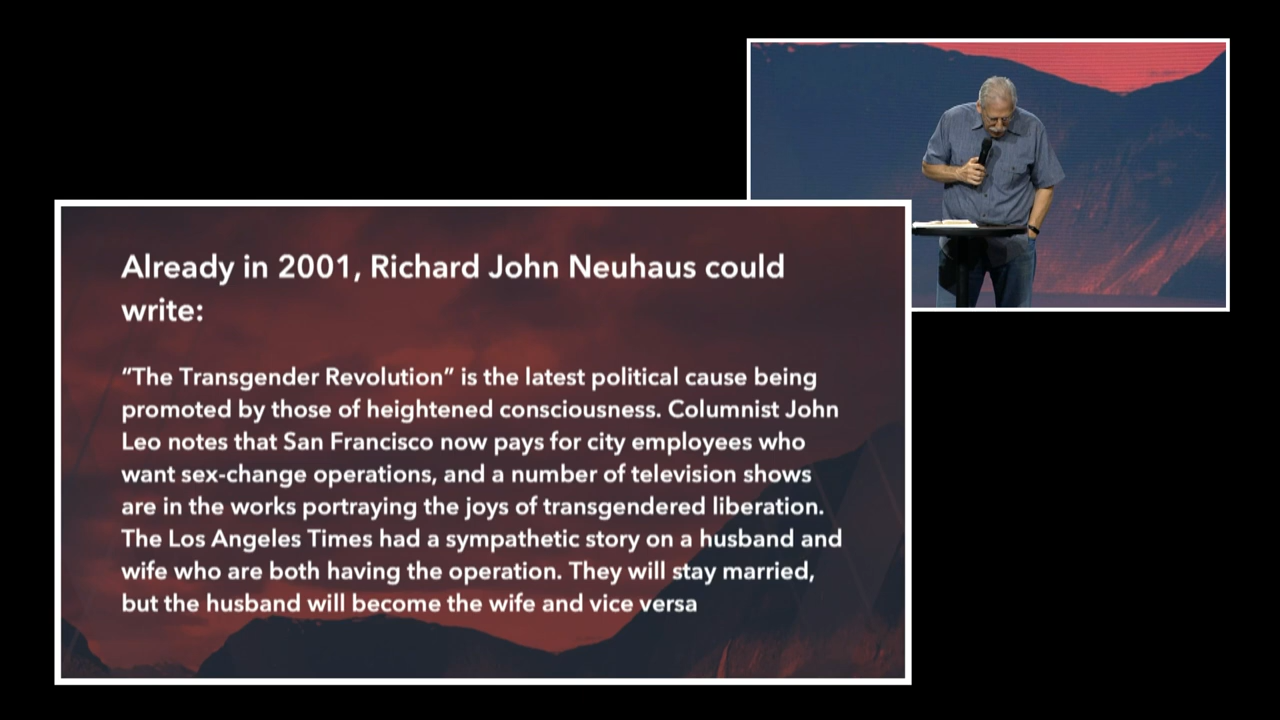 Already in 2001, Richard John Neuhaus could
write:
“The Transgender Revolution” is the latest political cause being
promoted by those of heightened consciousness. Columnist John
Leo notes that San Francisco now pays for city employees who
want sex-change operations, and a number of television shows
are in the works portraying the joys of transgendered liberation.
The Los Angeles Times had a sympathetic story on a husband and
wife who are both having the operation. They will stay married,
but the husband will become the wife and vice versa